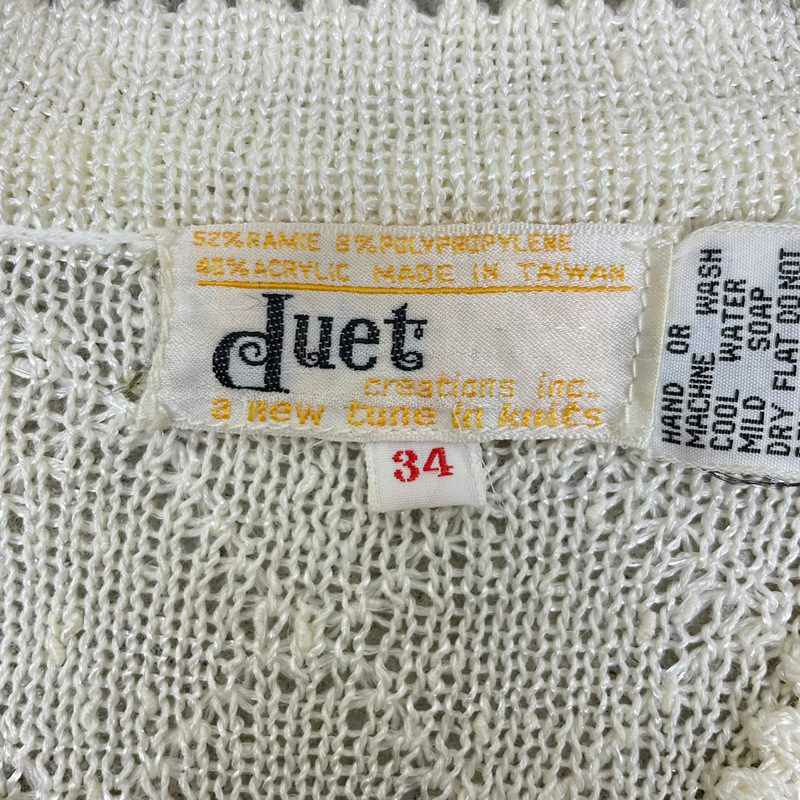 52%RAMIE 8%POLYPROPYLENE
40%ACRYLIC MADE IN TAIWAN
duet
creations inc.
a new tune in knits
34
HAND OR
MACHINE WASH
COOL WATER
MILD SOAP
DRY FLAT DO NOT